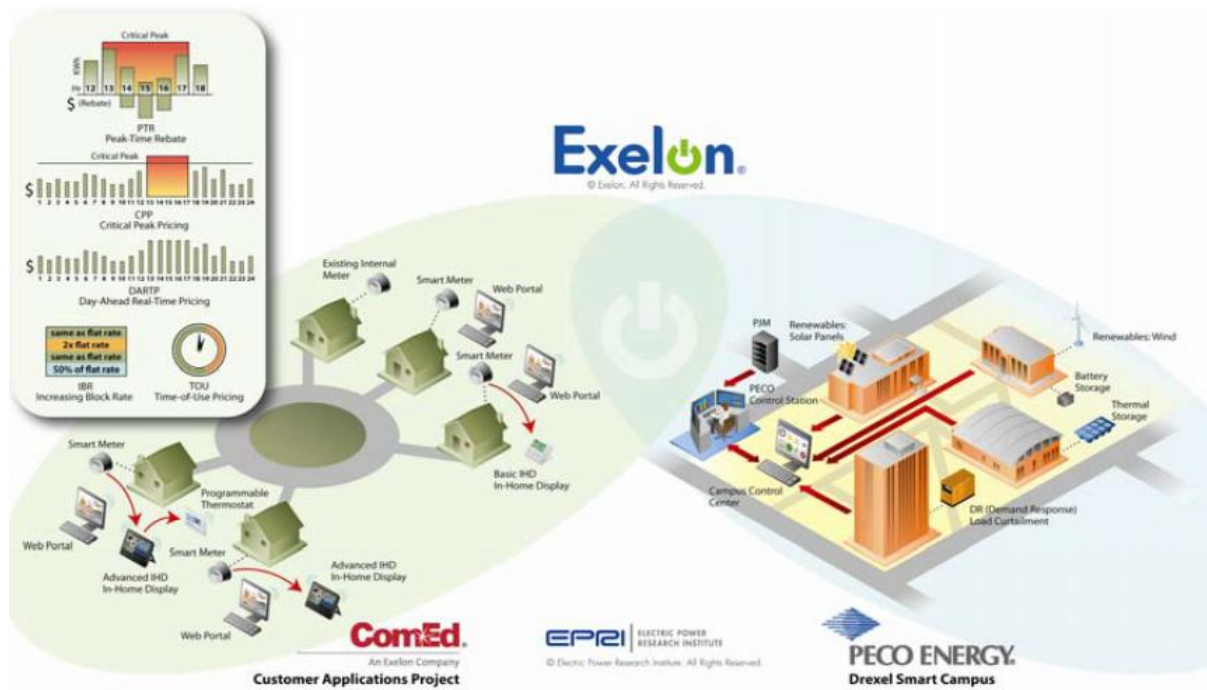 Critical Peak
KWh
Hr 12 13 14 15 16 17 18
$ (Rebate)
PTR
Peak-Time Rebate
Critical Peak
$
1 2 3 4 5 6 7 8 9 10 11 12 13 14 15 16 17 18 19 20 21 22 23 24
CPP
Critical Peak Pricing
$
1 2 3 4 5 6 7 8 9 10 11 12 13 14 15 16 17 18 19 20 21 22 23 24
DARTP
Day-Ahead Real-Time Pricing
same as flat rate
2x flat rate
same as flat rate
50% of flat rate
IBR
Increasing Block Rate
TOU
Time-of-Use Pricing
Exelon®
© Exelon. All Rights Reserved.
Existing Internal
Meter
Smart Meter
Web Portal
Smart Meter
Web Portal
Basic IHD
In-Home Display
Smart Meter
Programmable
Thermostat
Web Portal
Advanced IHD
In-Home Display
Smart Meter
Advanced IHD
In-Home Display
Web Portal
PJM
Renewables:
Solar Panels
Renewables: Wind
PECO
Control Station
Battery
Storage
Thermal
Storage
Campus Control
Center
DR (Demand Response)
Load Curtailment
ComEd
An Exelon Company
Customer Applications Project
EPRI
ELECTRIC POWER
RESEARCH INSTITUTE
© Electric Power Research Institute. All Rights Reserved.
PECO ENERGY.
Drexel Smart Campus